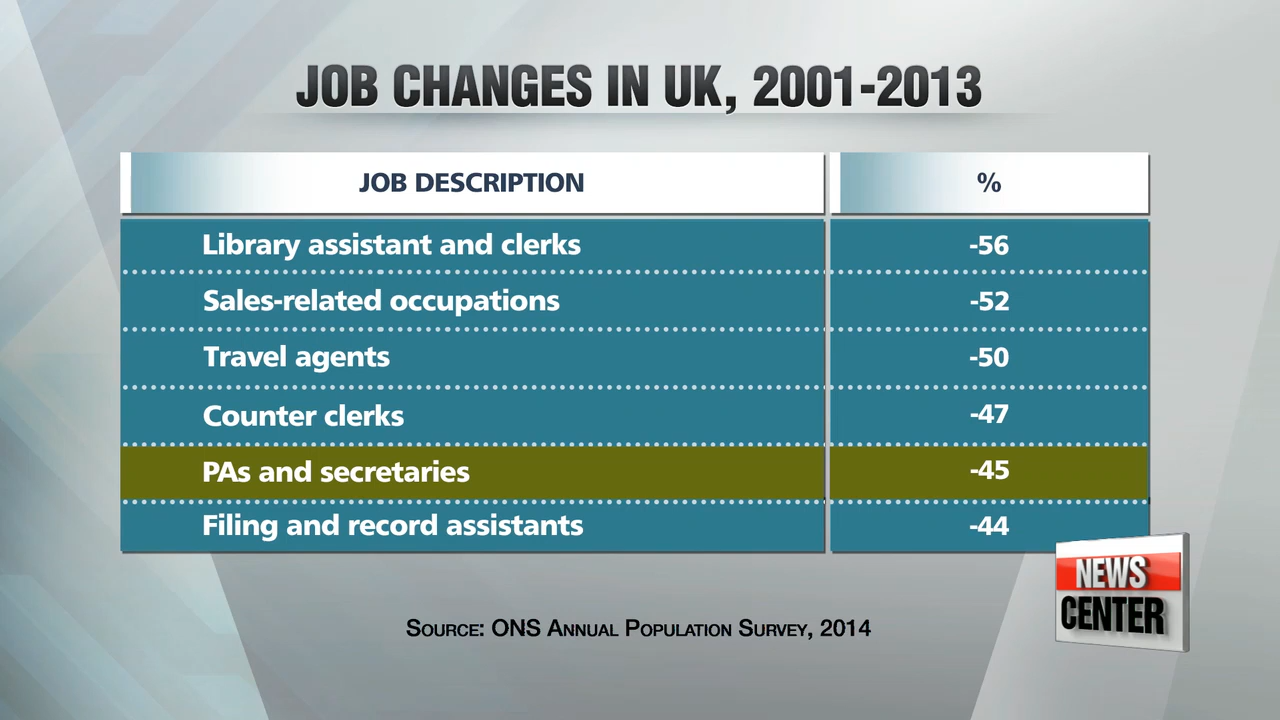 JOB CHANGES IN UK, 2001-2013
JOB DESCRIPTION %
Library assistant and clerks -56
Sales-related occupations -52
Travel agents -50
Counter clerks -47
PAs and secretaries -45
Filing and record assistants -44
NEWS
CENTER
SOURCE: ONS ANNUAL POPULATION SURVEY, 2014